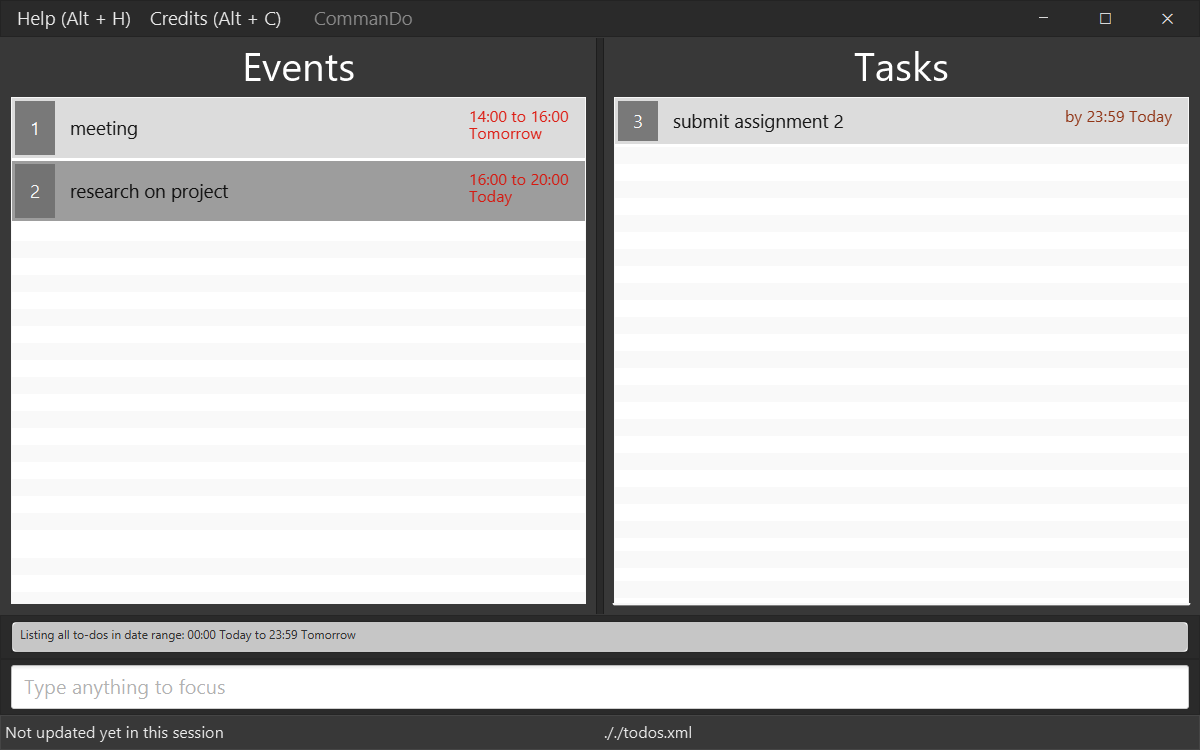 Help (Alt + H) Credits (Alt + C) CommanDo
Events
1 meeting 14:00 to 16:00
Tomorrow
2 research on project 16:00 to 20:00
Today
Tasks
3 submit assignment 2 by 23:59 Today
Listing all to-dos in date range: 00:00 Today to 23:59 Tomorrow
Type anything to focus
Not updated yet in this session ././todos.xml